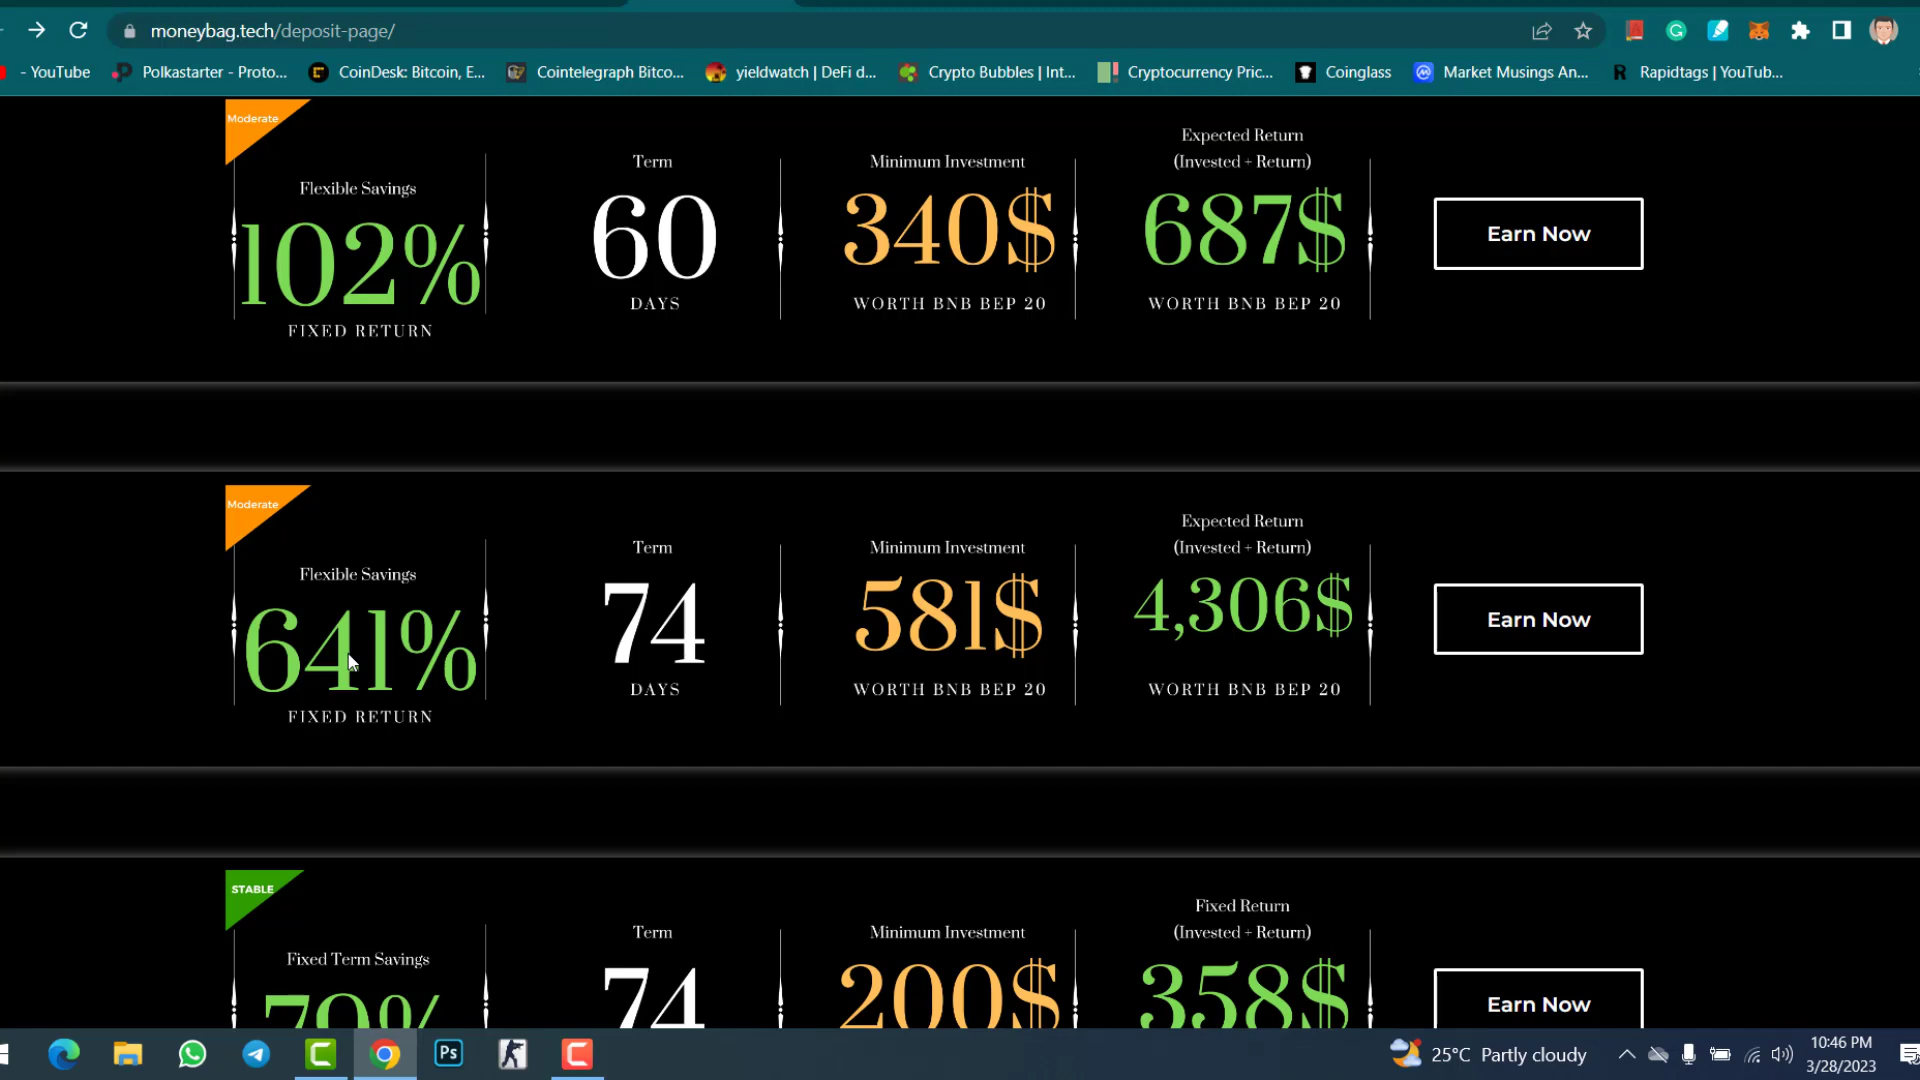 moneybag.tech/deposit-page/
- YouTube
Polkastarter - Proto...
CoinDesk: Bitcoin, E...
Cointelegraph Bitco...
yieldwatch | DeFi d...
Crypto Bubbles | Int...
Cryptocurrency Pric...
Coinglass
Market Musings An...
Rapidtags | YouTub...
Moderate
Flexible Savings
102%
FIXED RETURN
Term
60
DAYS
Minimum Investment
340$
WORTH BNB BEP 20
Expected Return
(Invested + Return)
687$
WORTH BNB BEP 20
Earn Now
Moderate
Flexible Savings
641%
FIXED RETURN
Term
74
DAYS
Minimum Investment
581$
WORTH BNB BEP 20
Expected Return
(Invested + Return)
4,306$
WORTH BNB BEP 20
Earn Now
STABLE
Fixed Term Savings
79%
Term
74
Minimum Investment
200$
Fixed Return
(Invested + Return)
358$
Earn Now
Ps
25°C Partly cloudy
10:46 PM
3/28/2023